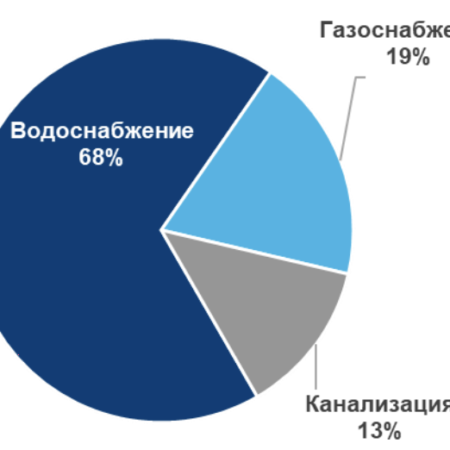 Газоснабже
19%
Водоснабжение
68%
Канализация
13%